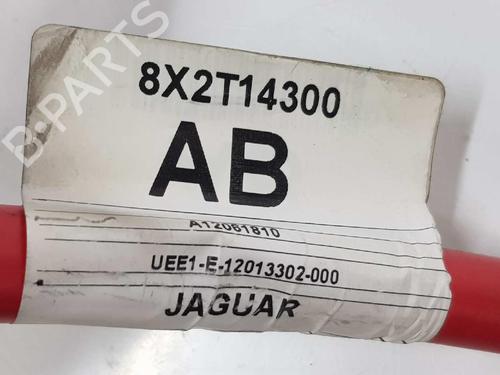 B-PARTS
8X2T14300
AB
A12061810
UEE1-E-12013302-000
JAGUAR